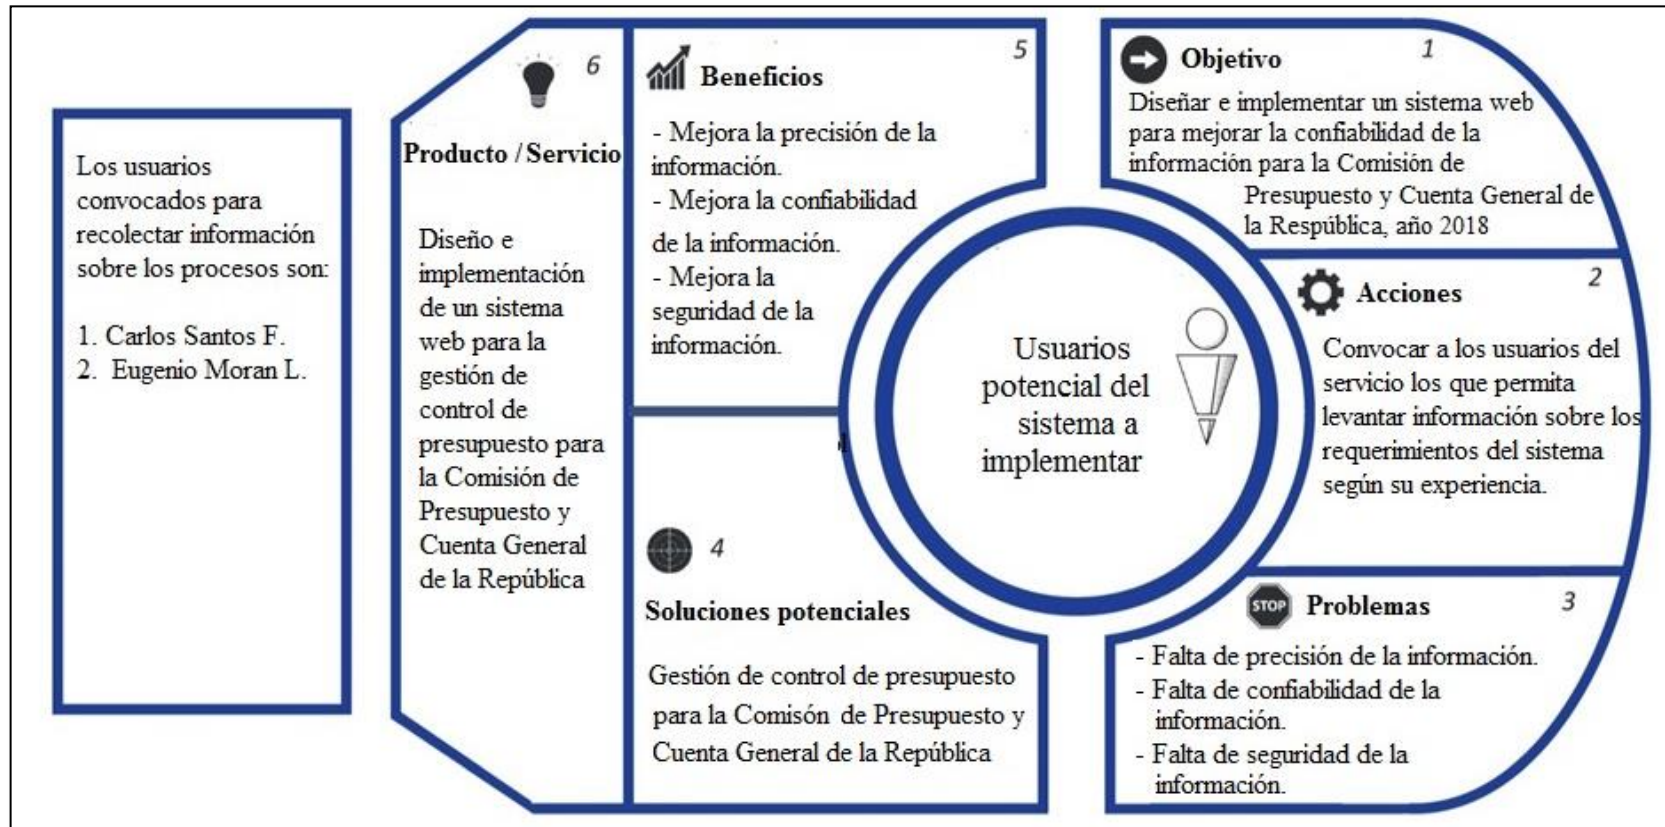 Los usuarios
convocados para
recolectar información
sobre los procesos son:
1. Carlos Santos F.
2. Eugenio Moran L.
6
Producto / Servicio
Diseño e
implementación
de un sistema
web para la
gestión de
control de
presupuesto para
la Comisión de
Presupuesto y
Cuenta General
de la República
5
Beneficios
- Mejora la precisión de la
información.
- Mejora la confiabilidad
de la información.
- Mejora la
seguridad de la
información.
4
Soluciones potenciales
Gestión de control de presupuesto
para la Comisón de Presupuesto y
Cuenta General de la República
Usuarios
potencial del
sistema a
implementar
1
Objetivo
Diseñar e implementar un sistema web
para mejorar la confiabilidad de la
información para la Comisión de
Presupuesto y Cuenta General de
la Respública, año 2018
2
Acciones
Convocar a los usuarios del
servicio los que permita
levantar información sobre los
requerimientos del sistema
según su experiencia.
STOP
Problemas
3
- Falta de precisión de la información.
- Falta de confiabilidad de la
información.
- Falta de seguridad de la
información.